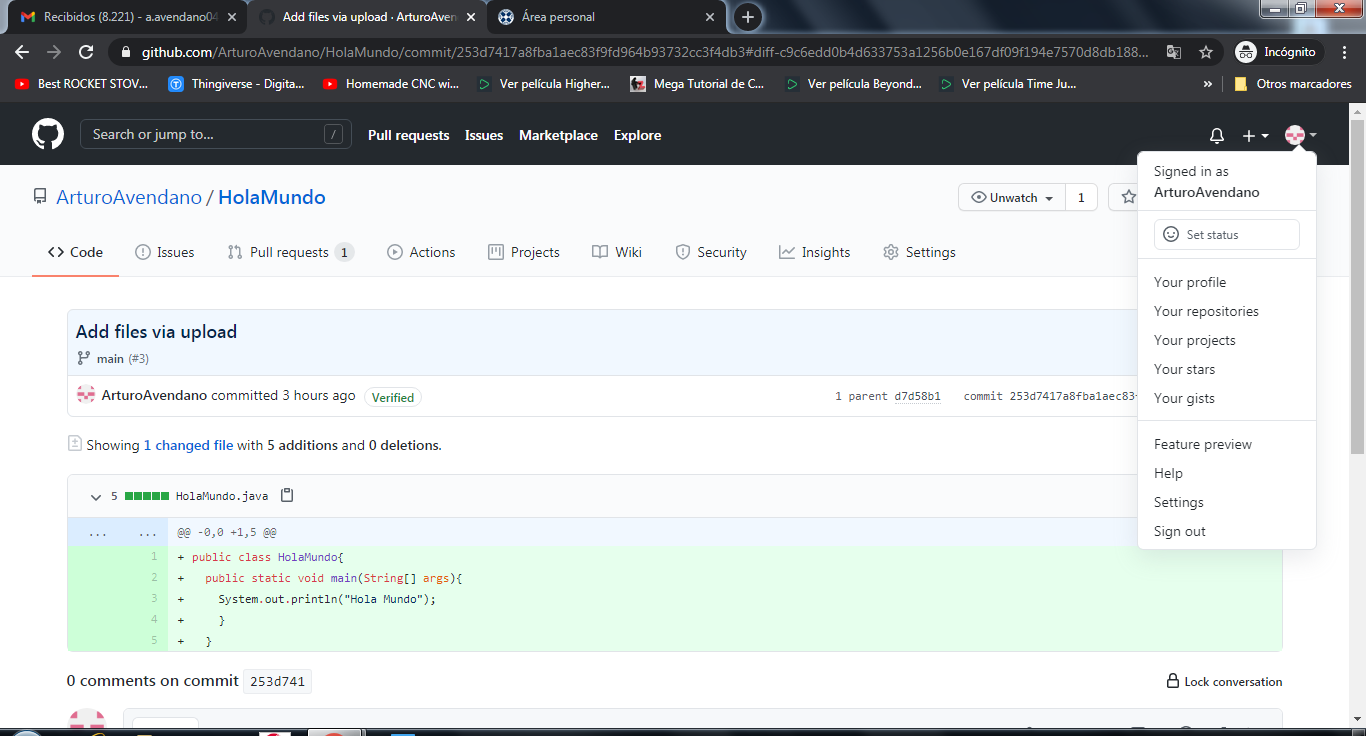 Recibidos (8.221) - a.avendano04
Add files via upload · ArturoAven
Área personal
github.com/ArturoAvendano/HolaMundo/commit/253d7417a8fba1aec83f9fd964b93732cc3f4db3#diff-c9c6edd0b4d633753a1256b0e167df09f194e7570d8db188...
Incógnito
Best ROCKET STOV...
Thingiverse - Digita...
Homemade CNC wi...
Ver película Higher...
Mega Tutorial de C...
Ver película Beyond...
Ver película Time Ju...
»
Otros marcadores
Search or jump to...
/
Pull requests
Issues
Marketplace
Explore
Signed in as
ArturoAvendano
Set status
Your profile
Your repositories
Your projects
Your stars
Your gists
Feature preview
Help
Settings
Sign out
ArturoAvendano / HolaMundo
Unwatch
1
Code
Issues
Pull requests 1
Actions
Projects
Wiki
Security
Insights
Settings
Add files via upload
main (#3)
ArturoAvendano committed 3 hours ago
Verified
1 parent d7d58b1
commit 253d7417a8fba1aec83
Showing 1 changed file with 5 additions and 0 deletions.
5
HolaMundo.java
... ... @@ -0,0 +1,5 @@
1 + public class HolaMundo{
2 + public static void main(String[] args){
3 + System.out.println("Hola Mundo");
4 + }
5 + }
0 comments on commit 253d741
Lock conversation